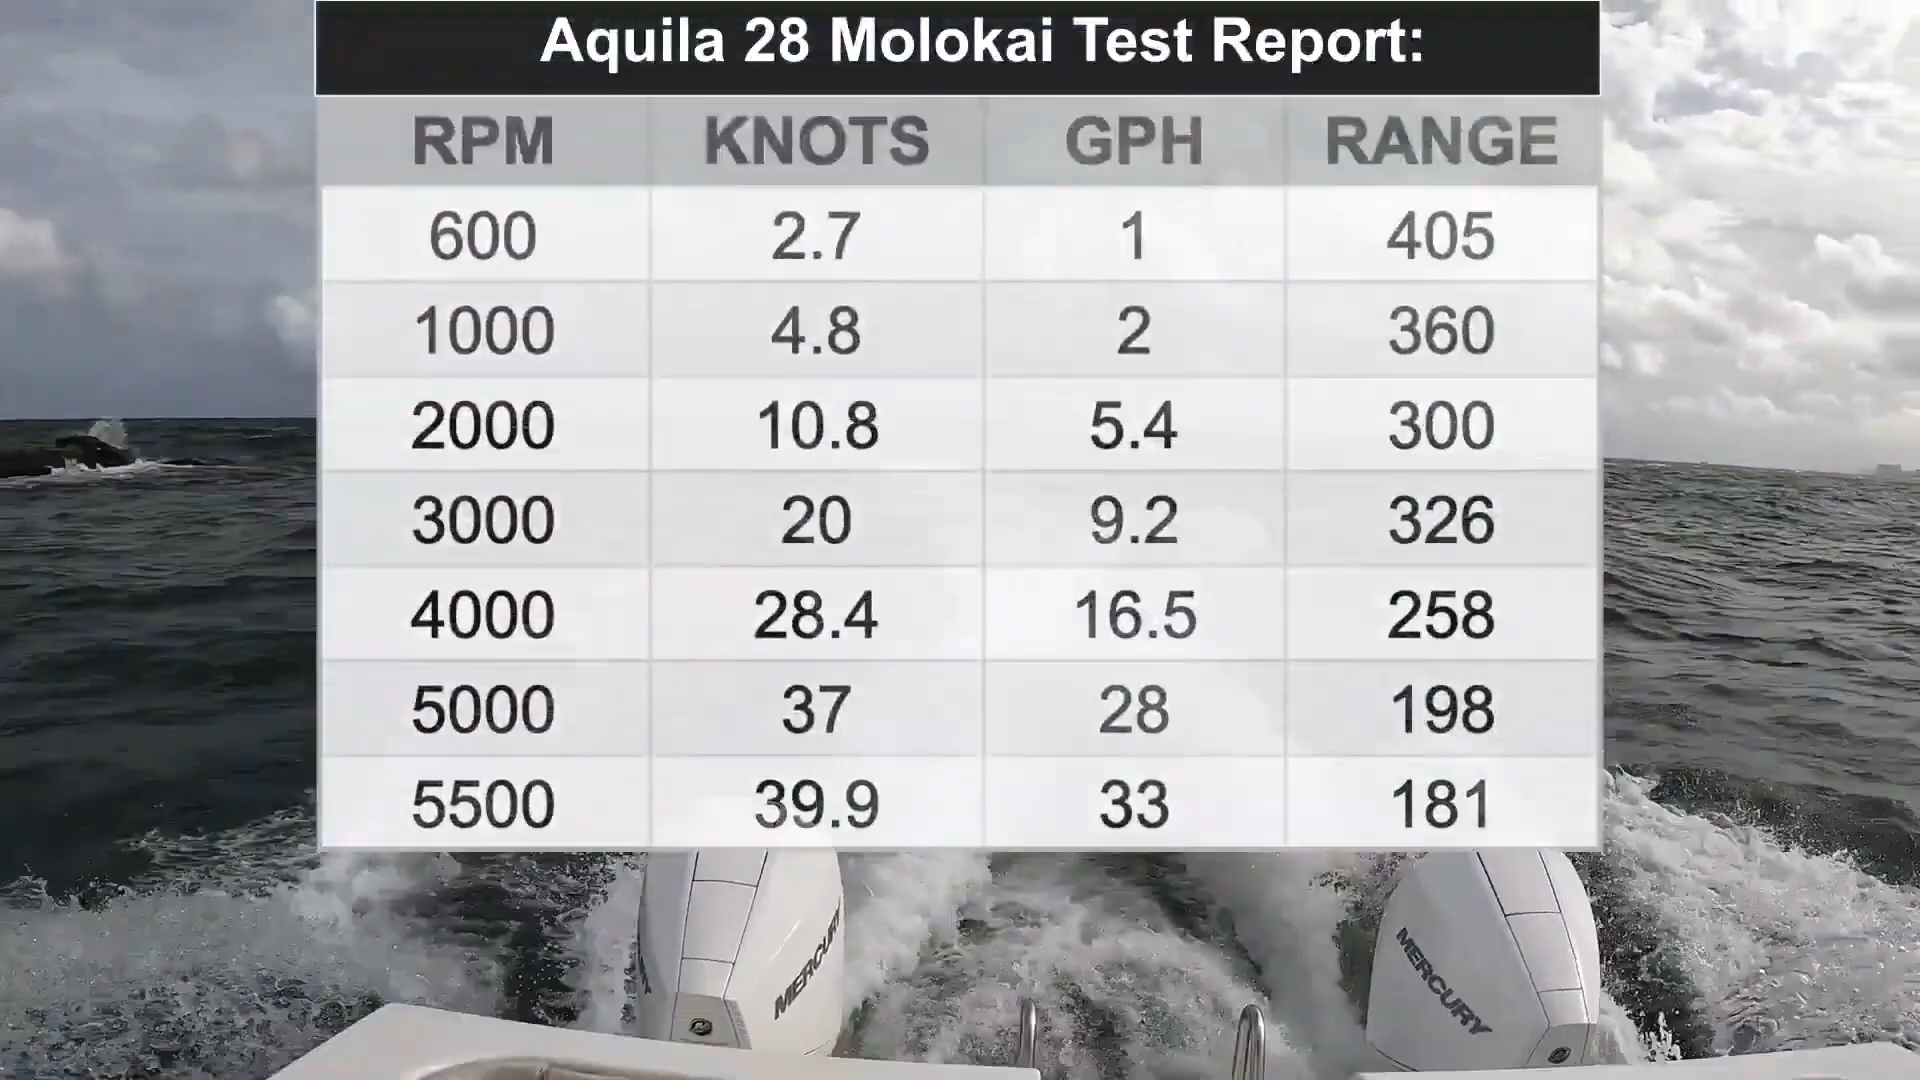 Aquila 28 Molokai Test Report:
RPM KNOTS GPH RANGE
600 2.7 1 405
1000 4.8 2 360
2000 10.8 5.4 300
3000 20 9.2 326
4000 28.4 16.5 258
5000 37 28 198
5500 39.9 33 181
MERCURY MERCURY